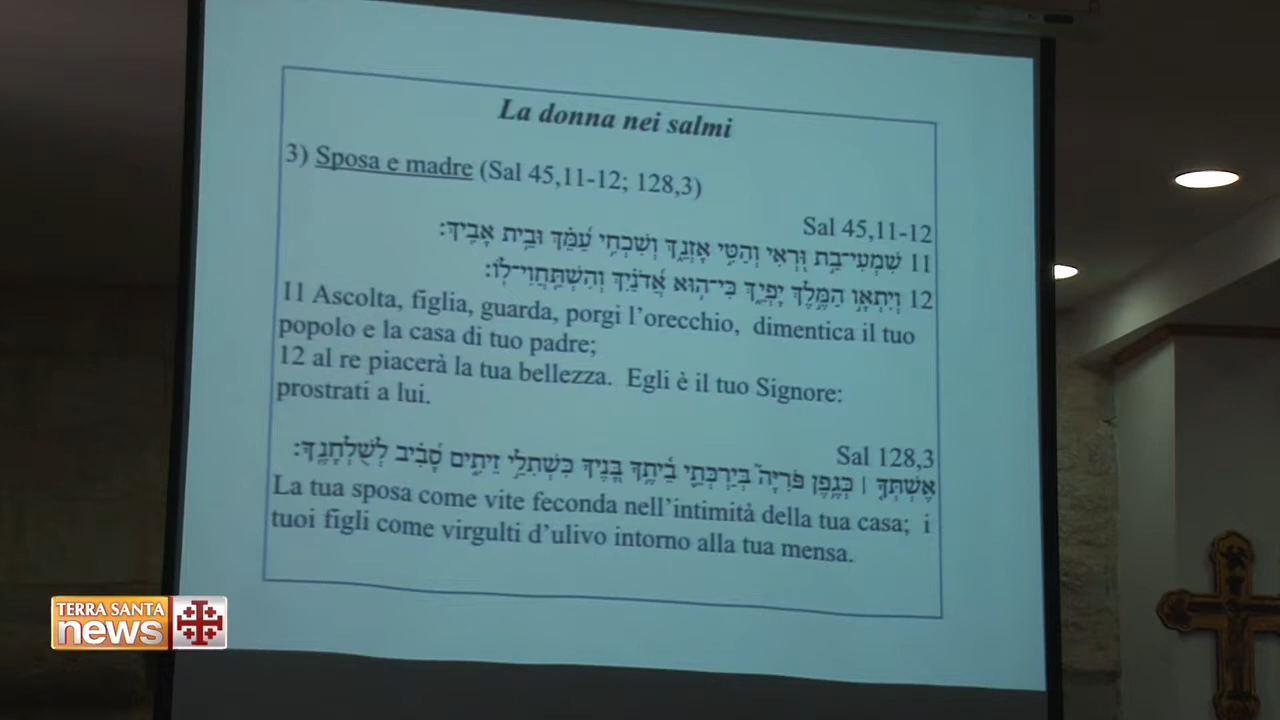 La donna nei salmi
3) Sposa e madre (Sal 45,11-12; 128,3)
Sal 45,11-12
11 שִׁמְעִי־בַ֣ת וּ֭רְאִי וְהַטִּ֣י אָזְנֵ֑ךְ וְשִׁכְחִ֥י עַ֝מֵּ֗ךְ וּבֵ֥ית אָבִֽיךְ׃
12 וְיִתְאָ֣ו הַמֶּ֣לֶךְ יָפְיֵ֑ךְ כִּי־ה֥וּא אֲ֝דֹנַ֗יִךְ וְהִשְׁתַּֽחֲוִי־לֽוֹ׃
11 Ascolta, figlia, guarda, porgi l’orecchio, dimentica il tuo
popolo e la casa di tuo padre;
12 al re piacerà la tua bellezza. Egli è il tuo Signore:
prostrati a lui.
Sal 128,3
אֶשְׁתְּךָ֤ ׀ כְּגֶ֥פֶן פֹּרִיָּה֮ בְּיַרְכְּתֵ֪י בֵ֫יתֶ֥ךָ בָּ֭נֶיךָ כִּשְׁתִלֵ֣י זֵיתִ֑ים סָ֝בִ֗יב לְשֻׁלְחָנֶֽךָ׃
La tua sposa come vite feconda nell’intimità della tua casa; i
tuoi figli come virgulti d’ulivo intorno alla tua mensa.
TERRA SANTA
news